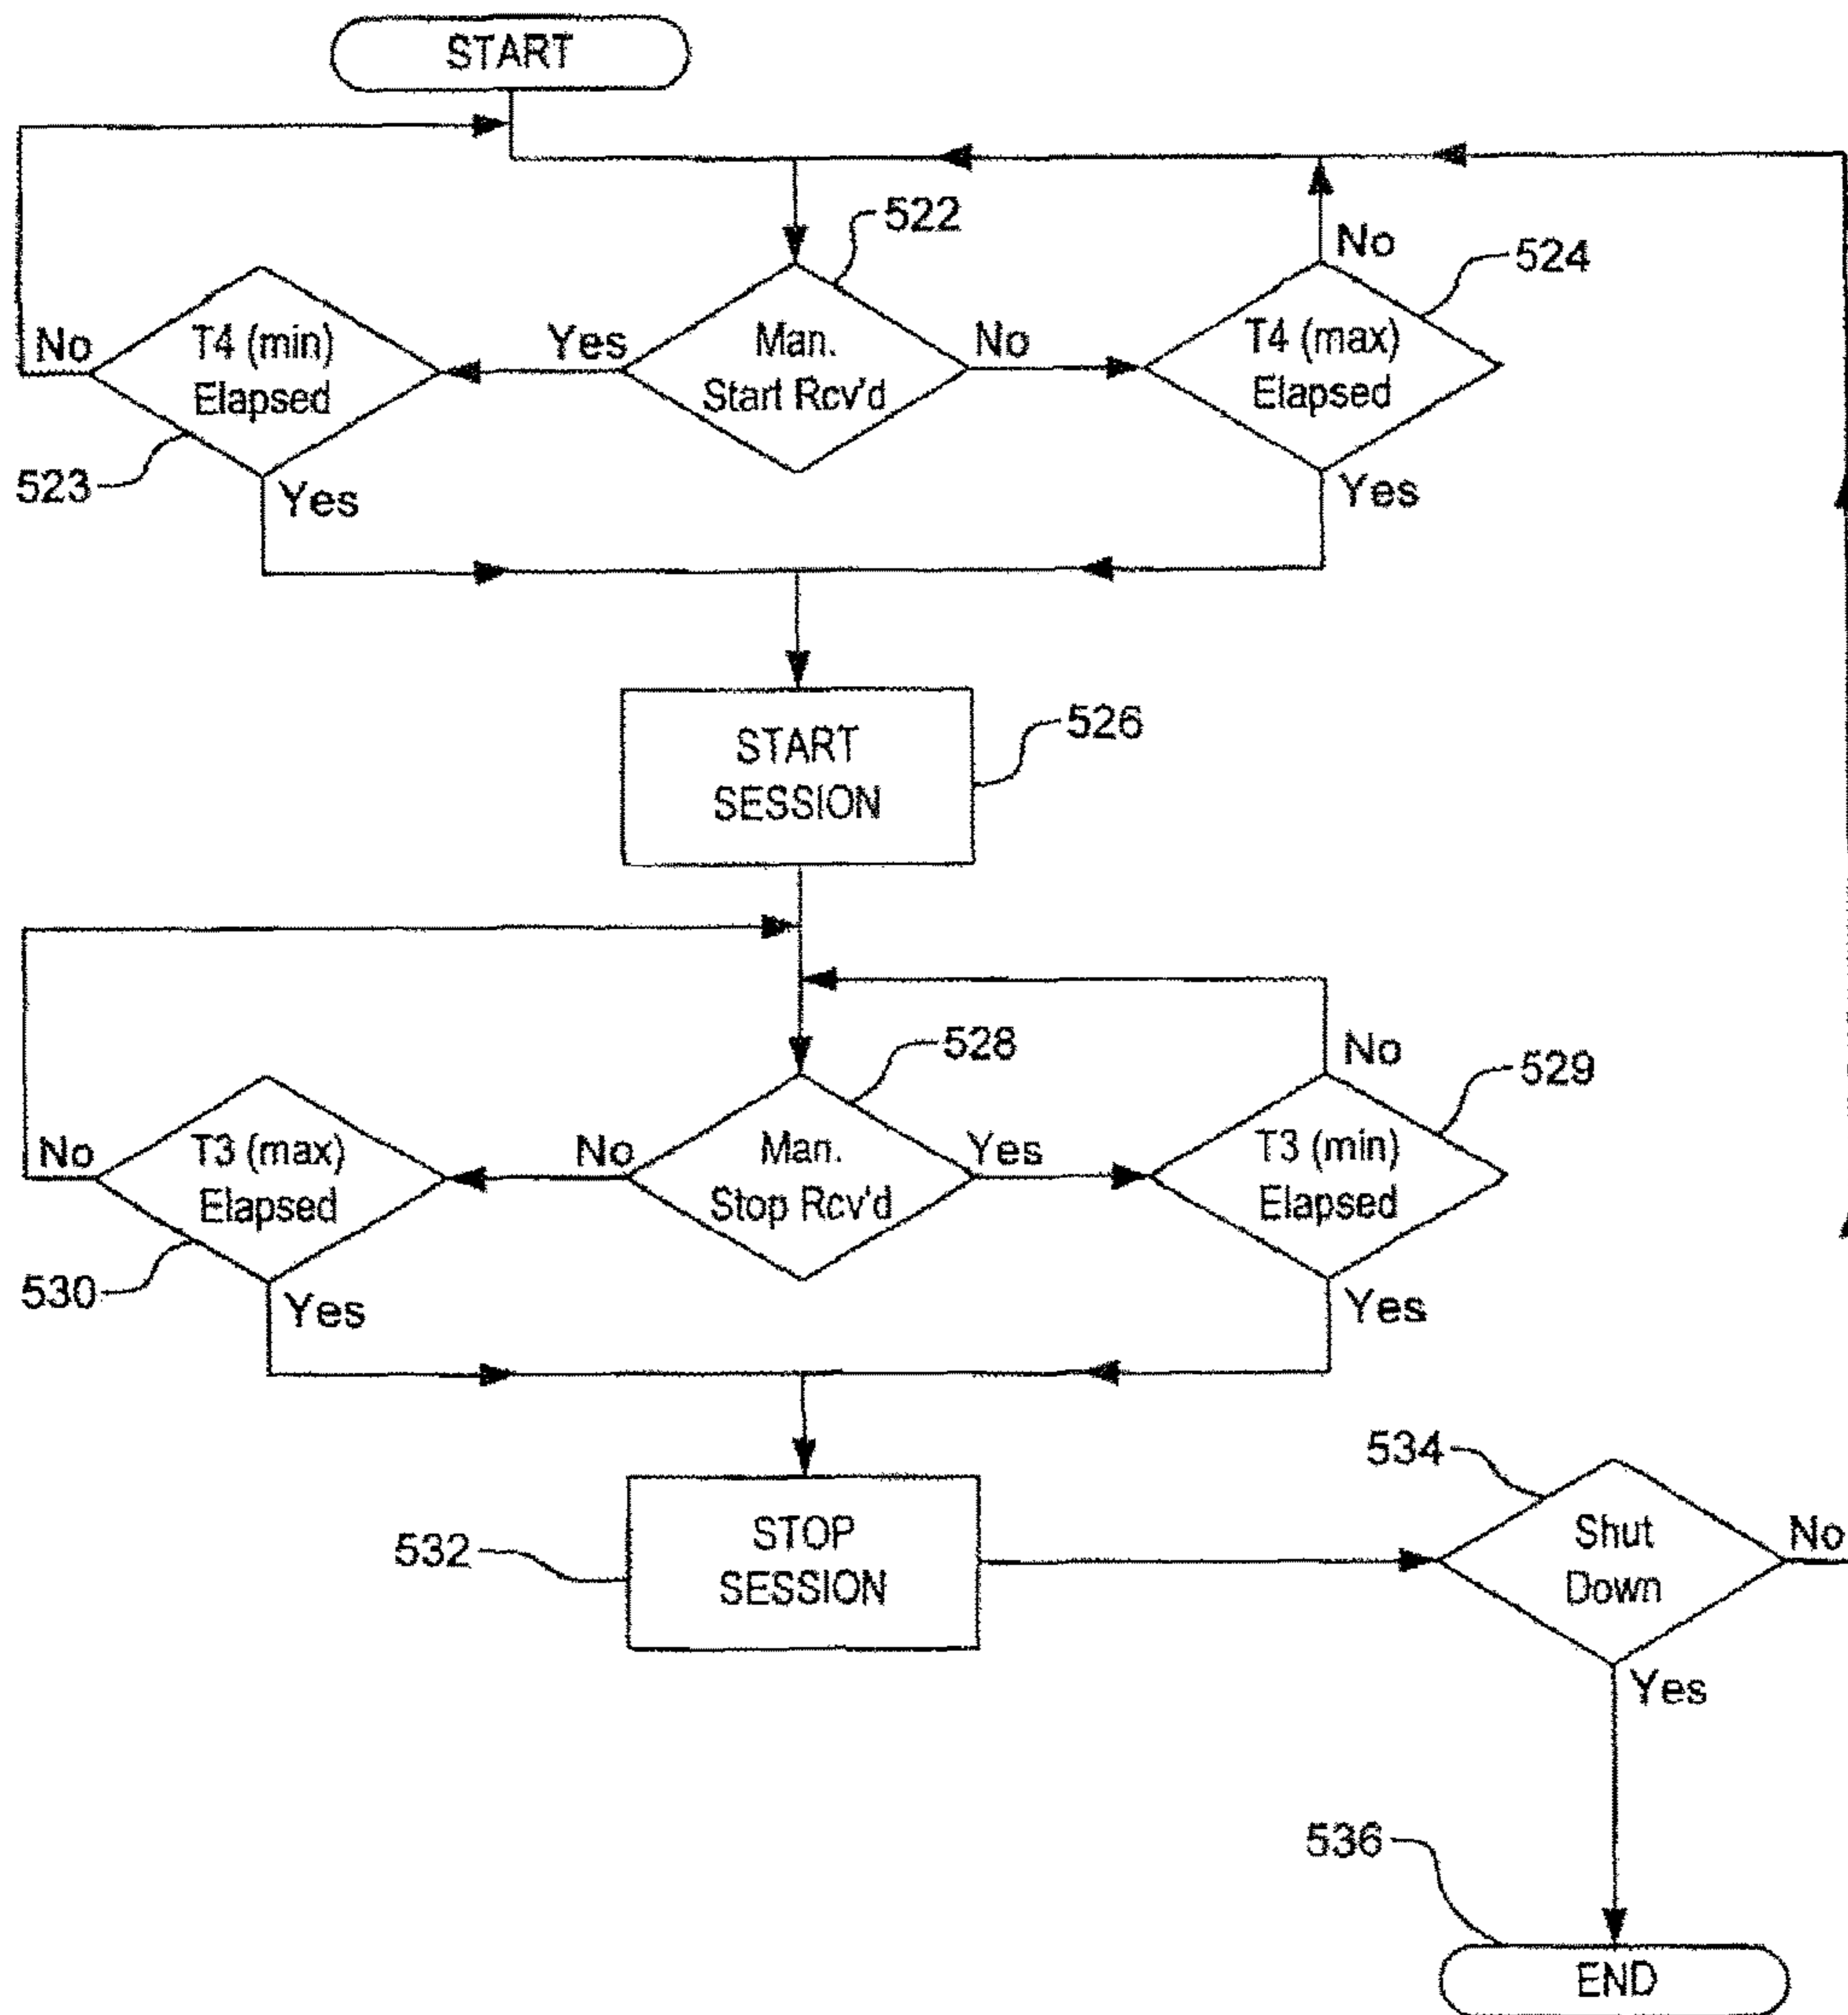 START
522
524
No
No
T4 (min)
Elapsed
Yes
Man.
Start Rcv'd
No
T4 (max)
Elapsed
523
Yes
Yes
START
SESSION
526
528
No
529
No
T3 (max)
Elapsed
No
Man.
Stop Rcv'd
Yes
T3 (min)
Elapsed
530
Yes
Yes
534
532
STOP
SESSION
Shut
Down
No
Yes
536
END